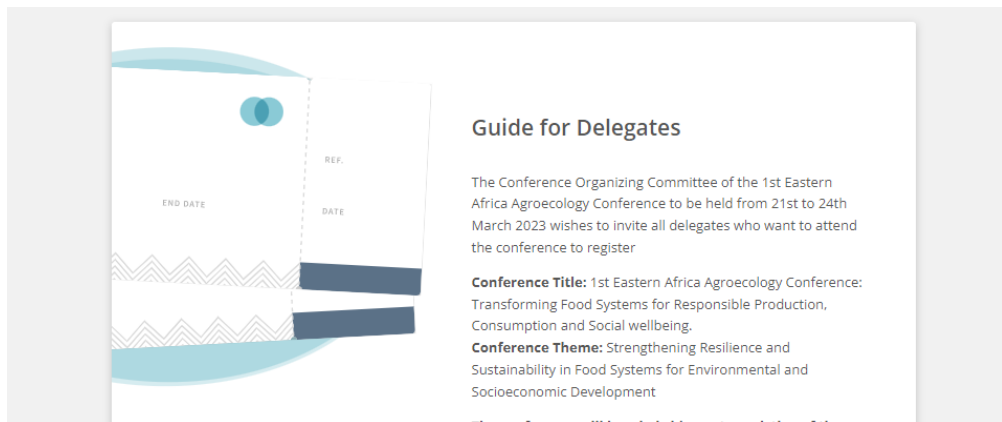 REF.
END DATE
DATE
Guide for Delegates
The Conference Organizing Committee of the 1st Eastern
Africa Agroecology Conference to be held from 21st to 24th
March 2023 wishes to invite all delegates who want to attend
the conference to register
Conference Title: 1st Eastern Africa Agroecology Conference:
Transforming Food Systems for Responsible Production,
Consumption and Social wellbeing.
Conference Theme: Strengthening Resilience and
Sustainability in Food Systems for Environmental and
Socioeconomic Development